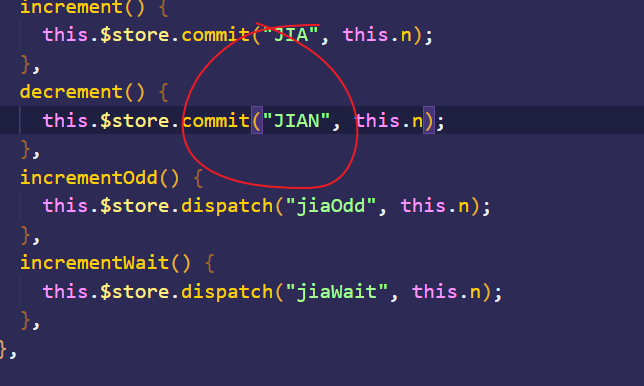 increment() {
this.$store.commit("JIA", this.n);
},
decrement() {
this.$store.commit("JIAN", this.n);
},
incrementOdd() {
this.$store.dispatch("jiaOdd", this.n);
},
incrementWait() {
this.$store.dispatch("jiaWait", this.n);
},
},